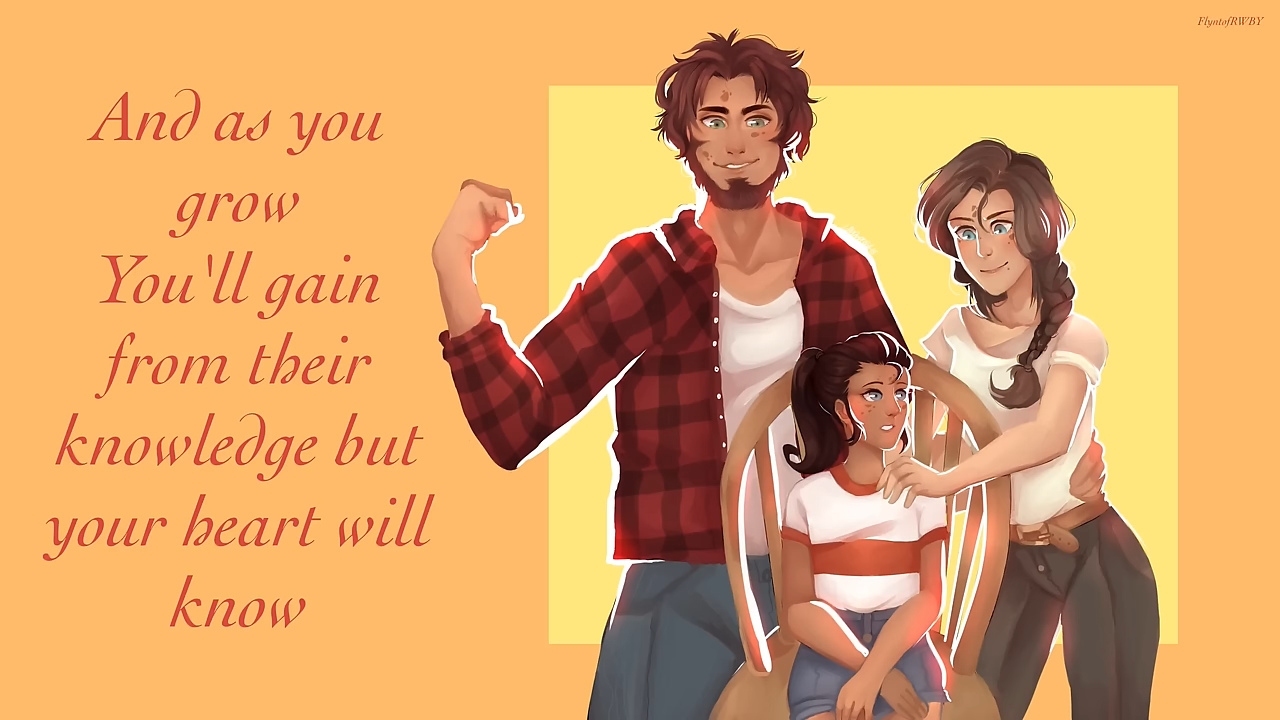 FlyntofRWBY
And as you
grow
You'll gain
from their
knowledge but
your heart will
know